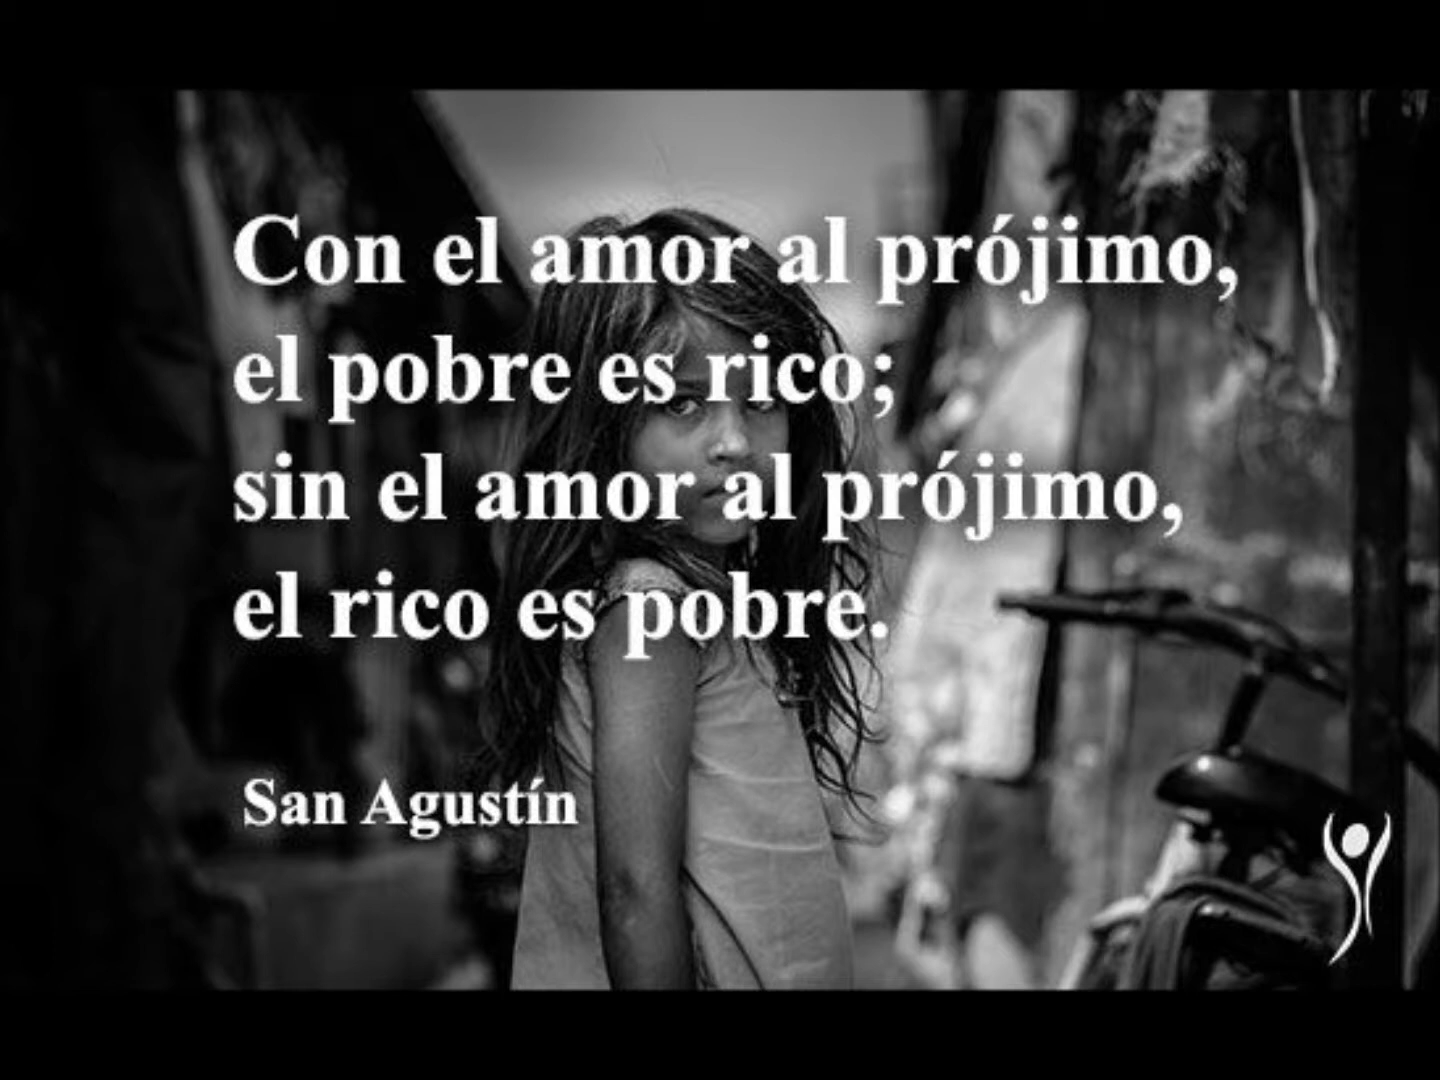 Con el amor al prójimo,
el pobre es rico;
sin el amor al prójimo,
el rico es pobre.
San Agustín